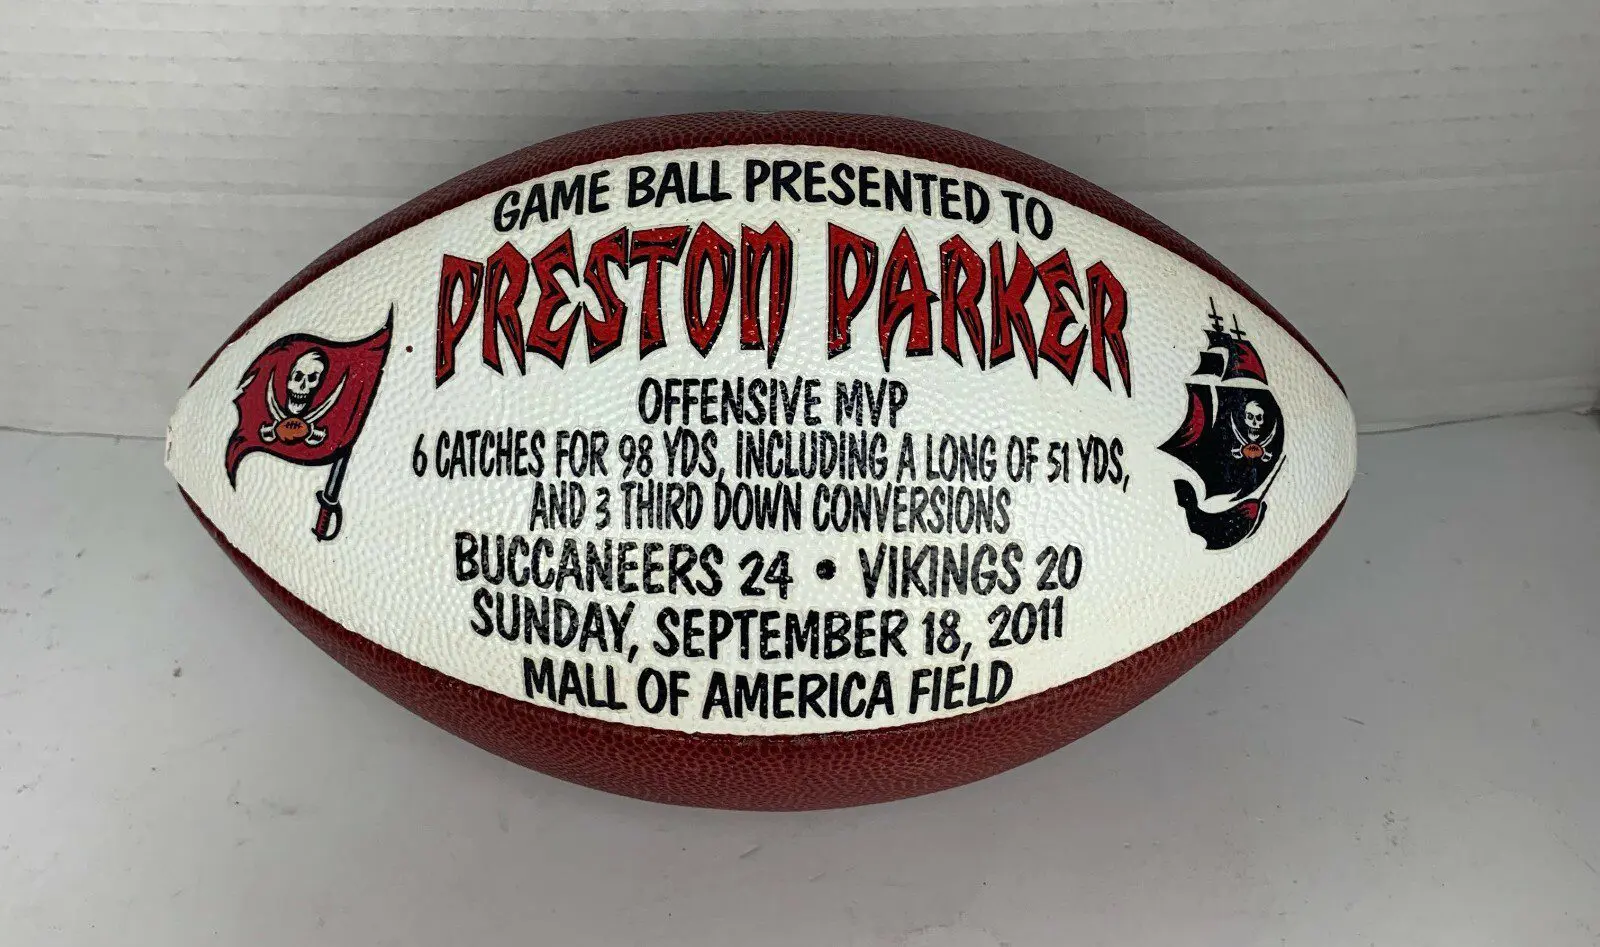 GAME BALL PRESENTED TO
PRESTON PARKER
OFFENSIVE MVP
6 CATCHES FOR 98 YDS, INCLUDING A LONG OF 51 YDS,
AND 3 THIRD DOWN CONVERSIONS
BUCCANEERS 24 • VIKINGS 20
SUNDAY, SEPTEMBER 18, 2011
MALL OF AMERICA FIELD